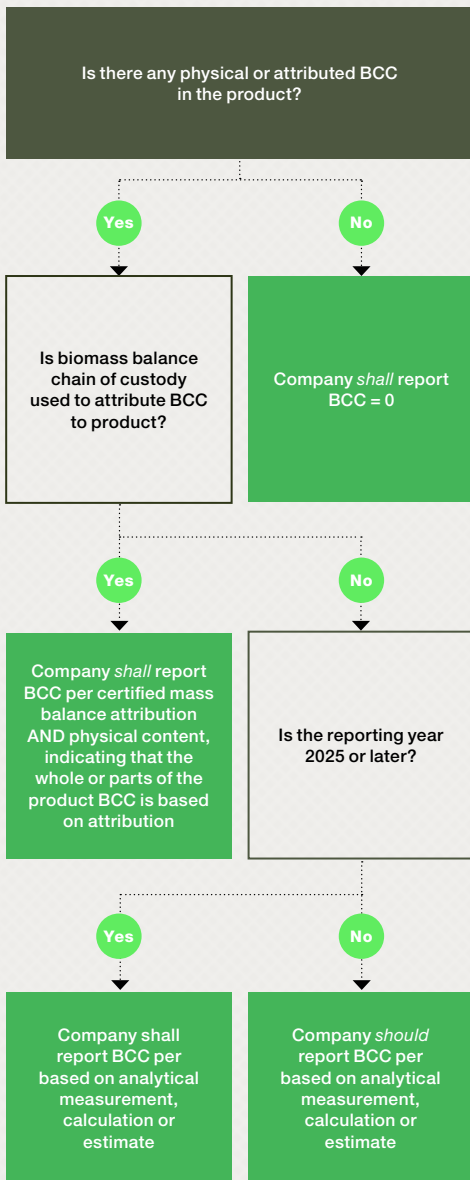 Is there any physical or attributed BCC
in the product?
Yes
No
Is biomass balance
chain of custody
used to attribute BCC
to product?
Company shall report
BCC = 0
Yes
No
Company shall report
BCC per certified mass
balance attribution
AND physical content,
indicating that the
whole or parts of the
product BCC is based
on attribution
Is the reporting year
2025 or later?
Yes
No
Company shall
report BCC per
based on analytical
measurement,
calculation or
estimate
Company should
report BCC per
based on analytical
measurement,
calculation or
estimate